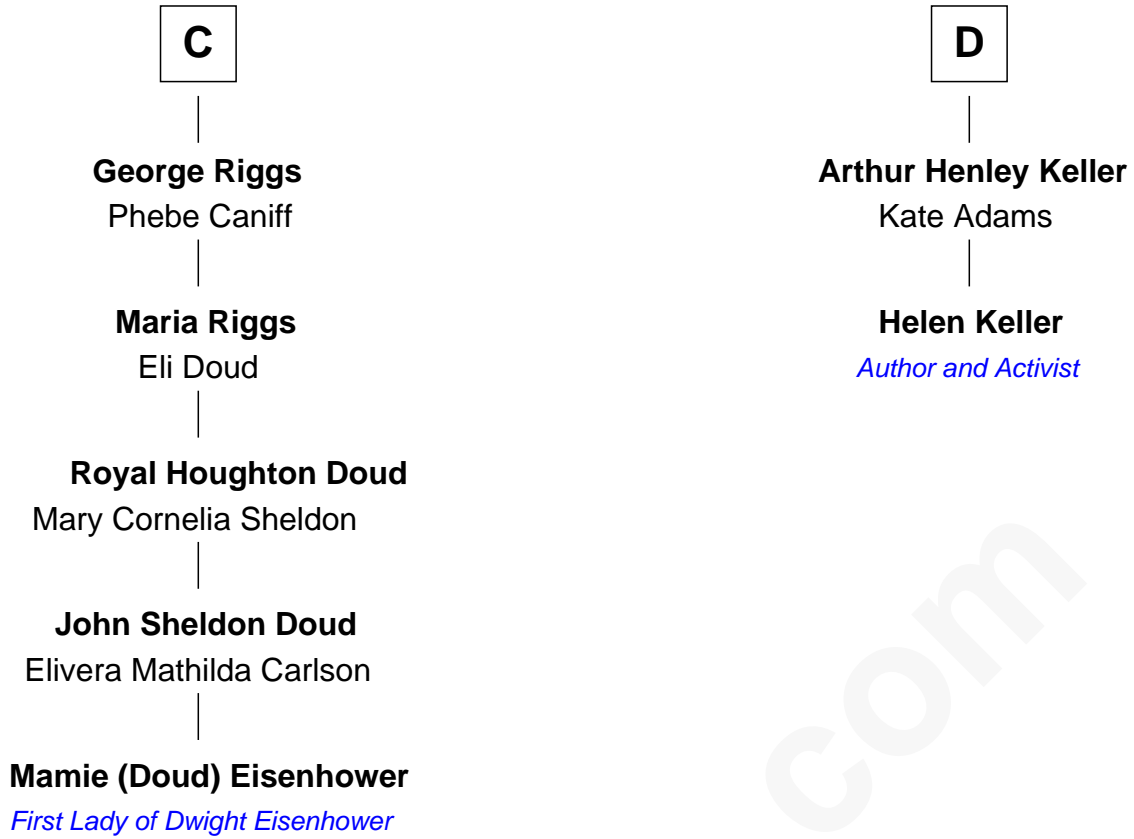 C
George Riggs
Phebe Caniff
Maria Riggs
Eli Doud
Royal Houghton Doud
Mary Cornelia Sheldon
John Sheldon Doud
Elivera Mathilda Carlson
Mamie (Doud) Eisenhower
First Lady of Dwight Eisenhower
D
Arthur Henley Keller
Kate Adams
Helen Keller
Author and Activist
com